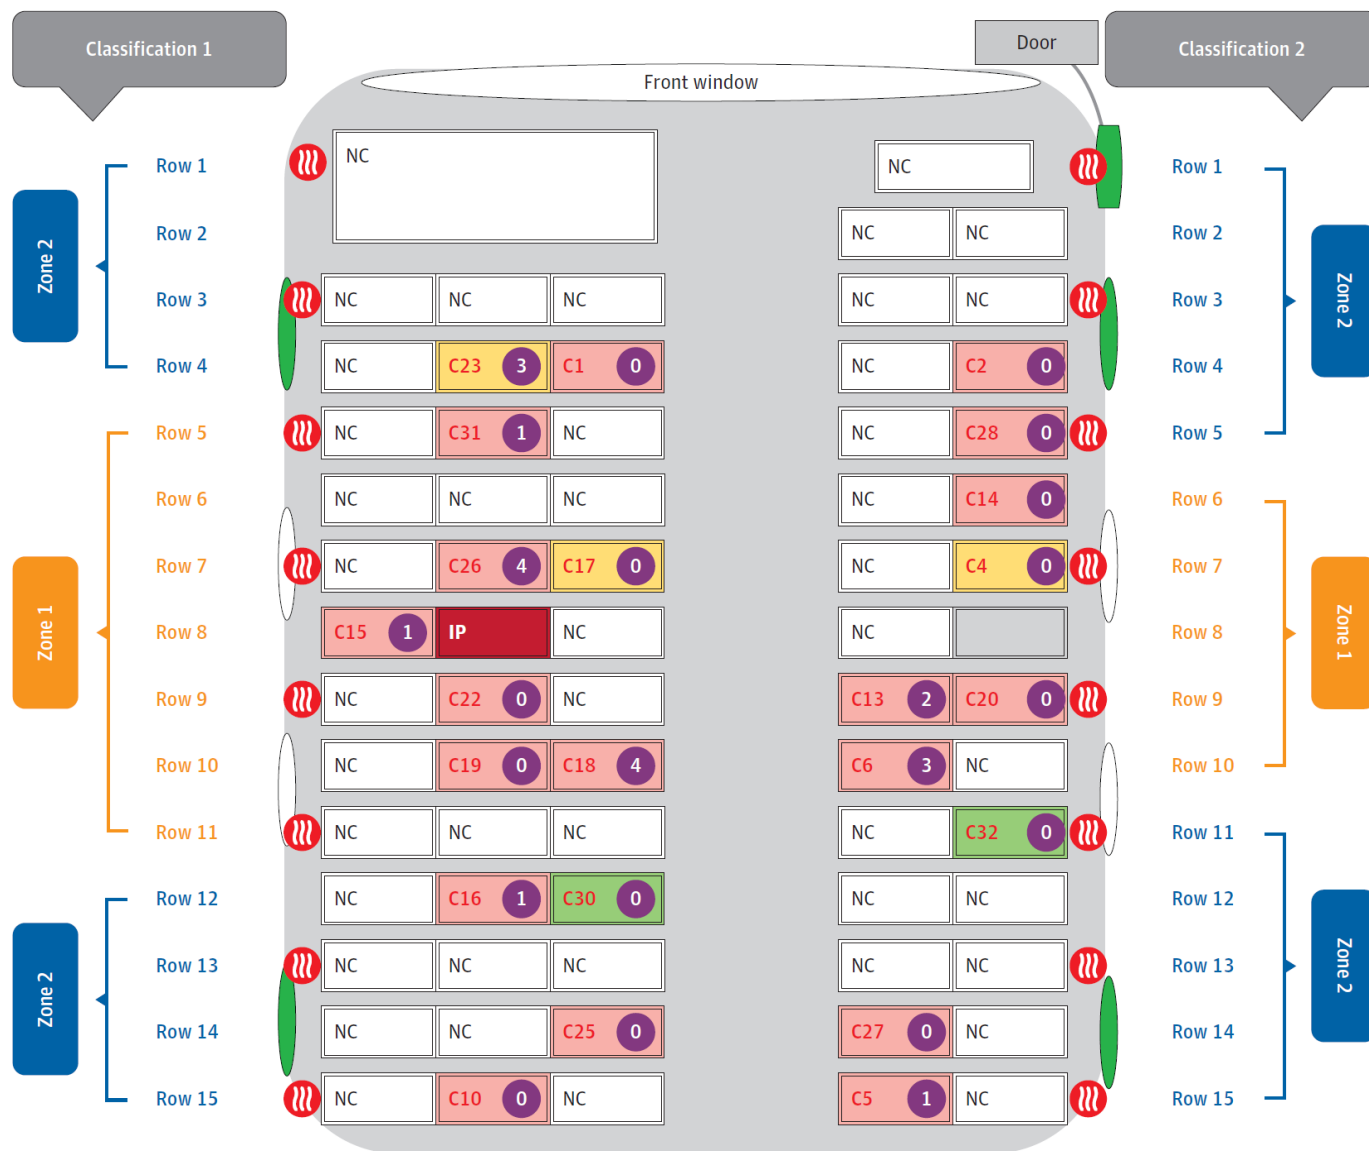 Classification 1
Door
Classification 2
Front window
Row 1 NC NC Row 1
Row 2 NC NC Row 2
Zone 2 Zone 2
Row 3 NC NC NC NC NC Row 3
Row 4 NC C23 3 C1 0 NC C2 0 Row 4
Row 5 NC C31 1 NC NC C28 0 Row 5
Row 6 NC NC NC NC C14 0 Row 6
Row 7 NC C26 4 C17 0 NC C4 0 Row 7
Zone 1 Row 8 C15 1 IP NC NC Row 8 Zone 1
Row 9 NC C22 0 NC C13 2 C20 0 Row 9
Row 10 NC C19 0 C18 4 C6 3 NC Row 10
Row 11 NC NC NC NC C32 0 Row 11
Row 12 NC C16 1 C30 0 NC NC Row 12
Row 13 NC NC NC NC NC Row 13
Zone 2 Zone 2
Row 14 NC NC C25 0 C27 0 NC Row 14
Row 15 NC C10 0 NC C5 1 NC Row 15